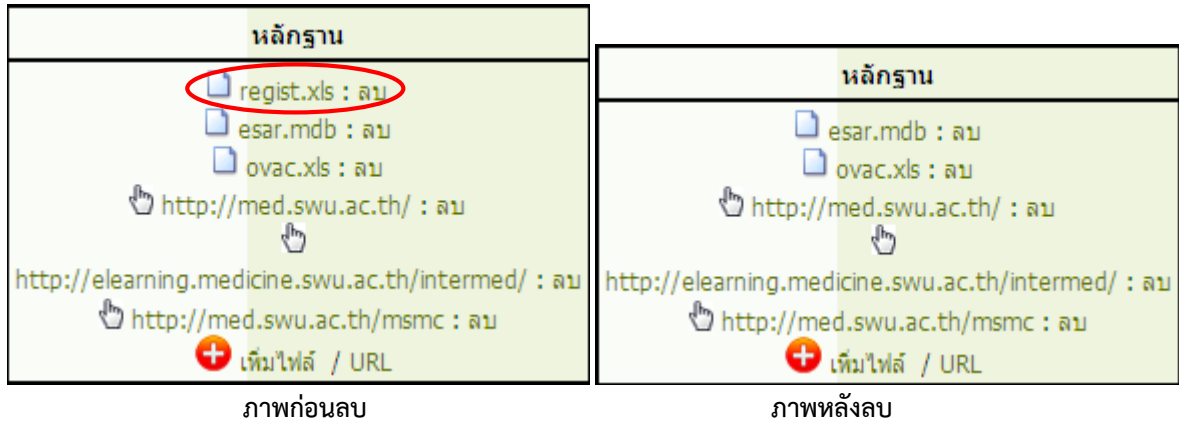 หลักฐาน
regist.xls : ลบ
esar.mdb : ลบ
ovac.xls : ลบ
http://med.swu.ac.th/ : ลบ
http://elearning.medicine.swu.ac.th/intermed/ : ลบ
http://med.swu.ac.th/msmc : ลบ
เพิ่มไฟล์ / URL
ภาพก่อนลบ
หลักฐาน
esar.mdb : ลบ
ovac.xls : ลบ
http://med.swu.ac.th/ : ลบ
http://elearning.medicine.swu.ac.th/intermed/ : ลบ
http://med.swu.ac.th/msmc : ลบ
เพิ่มไฟล์ / URL
ภาพหลังลบ